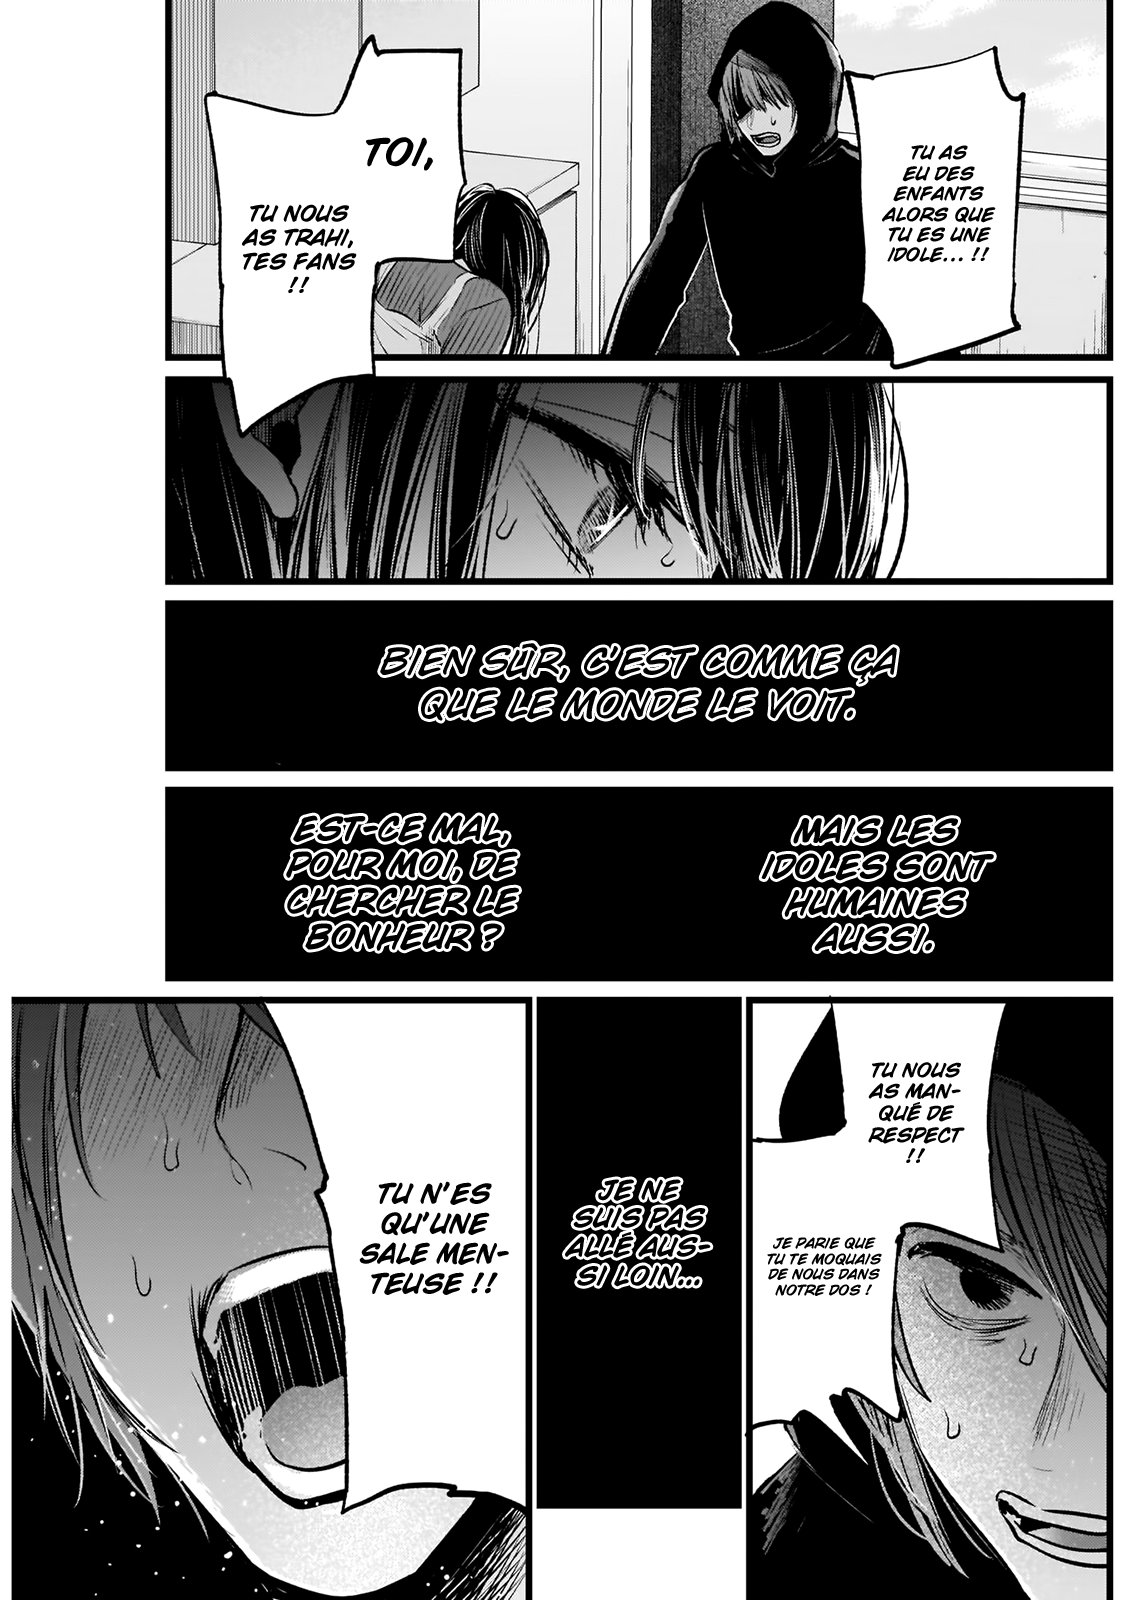 TU AS
EU DES
ENFANTS
ALORS QUE
TU ES UNE
IDOLE... !!
TOI,
TU NOUS
AS TRAHI,
TES FANS
!!
BIEN SÛR, C'EST COMME ÇA
QUE LE MONDE LE VOIT.
MAIS LES
IDOLES SONT
HUMAINES
AUSSI.
EST-CE MAL,
POUR MOI, DE
CHERCHER LE
BONHEUR ?
TU NOUS
AS MAN-
QUÉ DE
RESPECT
!!
JE PARIE QUE
TU TE MOQUAIS
DE NOUS DANS
NOTRE DOS !
JE NE
SUIS PAS
ALLÉ AUS-
SI LOIN...
TU N'ES
QU'UNE
SALE MEN-
TEUSE !!